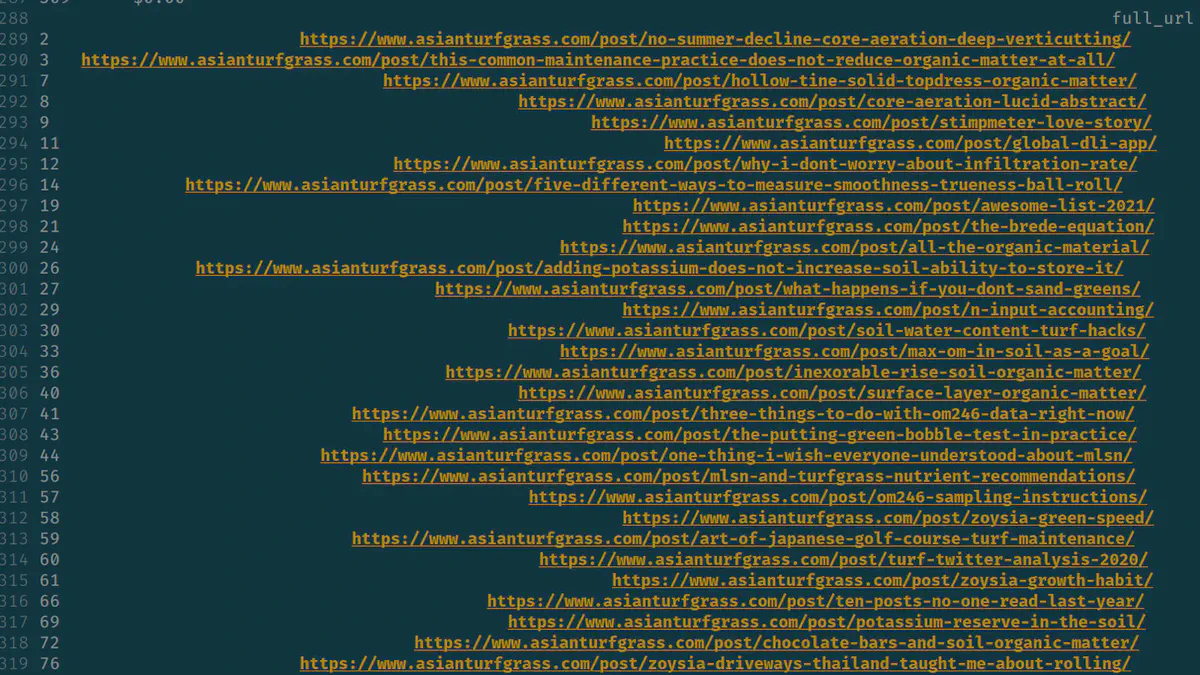 288 full_url
289 2 https://www.asianturfgrass.com/post/no-summer-decline-core-aeration-deep-verticutting/
290 3 https://www.asianturfgrass.com/post/this-common-maintenance-practice-does-not-reduce-organic-matter-at-all/
291 7 https://www.asianturfgrass.com/post/hollow-tine-solid-topdress-organic-matter/
292 8 https://www.asianturfgrass.com/post/core-aeration-lucid-abstract/
293 9 https://www.asianturfgrass.com/post/stimpmeter-love-story/
294 11 https://www.asianturfgrass.com/post/global-dli-app/
295 12 https://www.asianturfgrass.com/post/why-i-dont-worry-about-infiltration-rate/
296 14 https://www.asianturfgrass.com/post/five-different-ways-to-measure-smoothness-trueness-ball-roll/
297 19 https://www.asianturfgrass.com/post/awesome-list-2021/
298 21 https://www.asianturfgrass.com/post/the-brede-equation/
299 24 https://www.asianturfgrass.com/post/all-the-organic-material/
300 26 https://www.asianturfgrass.com/post/adding-potassium-does-not-increase-soil-ability-to-store-it/
301 27 https://www.asianturfgrass.com/post/what-happens-if-you-dont-sand-greens/
302 29 https://www.asianturfgrass.com/post/n-input-accounting/
303 30 https://www.asianturfgrass.com/post/soil-water-content-turf-hacks/
304 33 https://www.asianturfgrass.com/post/max-om-in-soil-as-a-goal/
305 36 https://www.asianturfgrass.com/post/inexorable-rise-soil-organic-matter/
306 40 https://www.asianturfgrass.com/post/surface-layer-organic-matter/
307 41 https://www.asianturfgrass.com/post/three-things-to-do-with-om246-data-right-now/
308 43 https://www.asianturfgrass.com/post/the-putting-green-bobble-test-in-practice/
309 44 https://www.asianturfgrass.com/post/one-thing-i-wish-everyone-understood-about-mlsn/
310 56 https://www.asianturfgrass.com/post/mlsn-and-turfgrass-nutrient-recommendations/
311 57 https://www.asianturfgrass.com/post/om246-sampling-instructions/
312 58 https://www.asianturfgrass.com/post/zoysia-green-speed/
313 59 https://www.asianturfgrass.com/post/art-of-japanese-golf-course-turf-maintenance/
314 60 https://www.asianturfgrass.com/post/turf-twitter-analysis-2020/
315 61 https://www.asianturfgrass.com/post/zoysia-growth-habit/
316 66 https://www.asianturfgrass.com/post/ten-posts-no-one-read-last-year/
317 69 https://www.asianturfgrass.com/post/potassium-reserve-in-the-soil/
318 72 https://www.asianturfgrass.com/post/chocolate-bars-and-soil-organic-matter/
319 76 https://www.asianturfgrass.com/post/zoysia-driveways-thailand-taught-me-about-rolling/